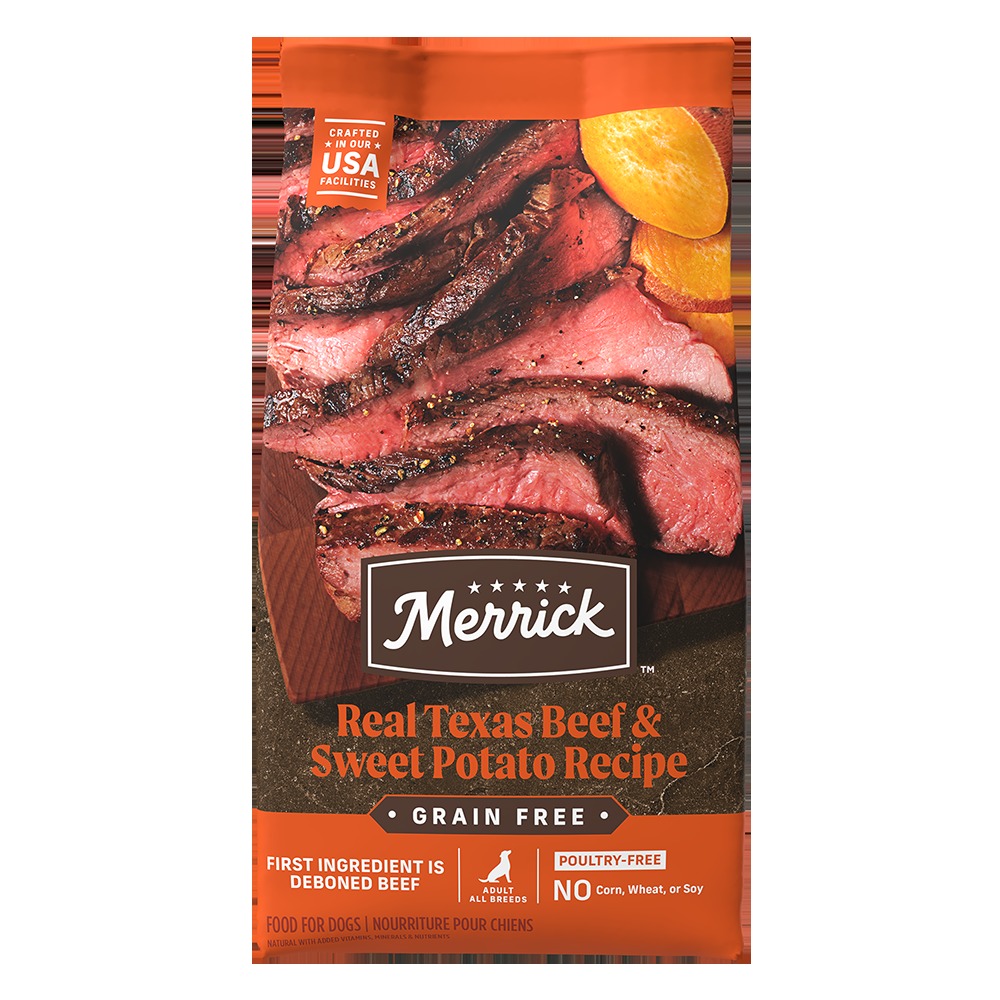 CRAFTED
IN OUR
USA
FACILITIES
Merrick
TM
Real Texas Beef &
Sweet Potato Recipe
• GRAIN FREE •
FIRST INGREDIENT IS
DEBONED BEEF
ADULT
ALL BREEDS
POULTRY-FREE
NO Corn, Wheat, or Soy
FOOD FOR DOGS | NOURRITURE POUR CHIENS
NATURAL WITH ADDED VITAMINS, MINERALS & NUTRIENTS